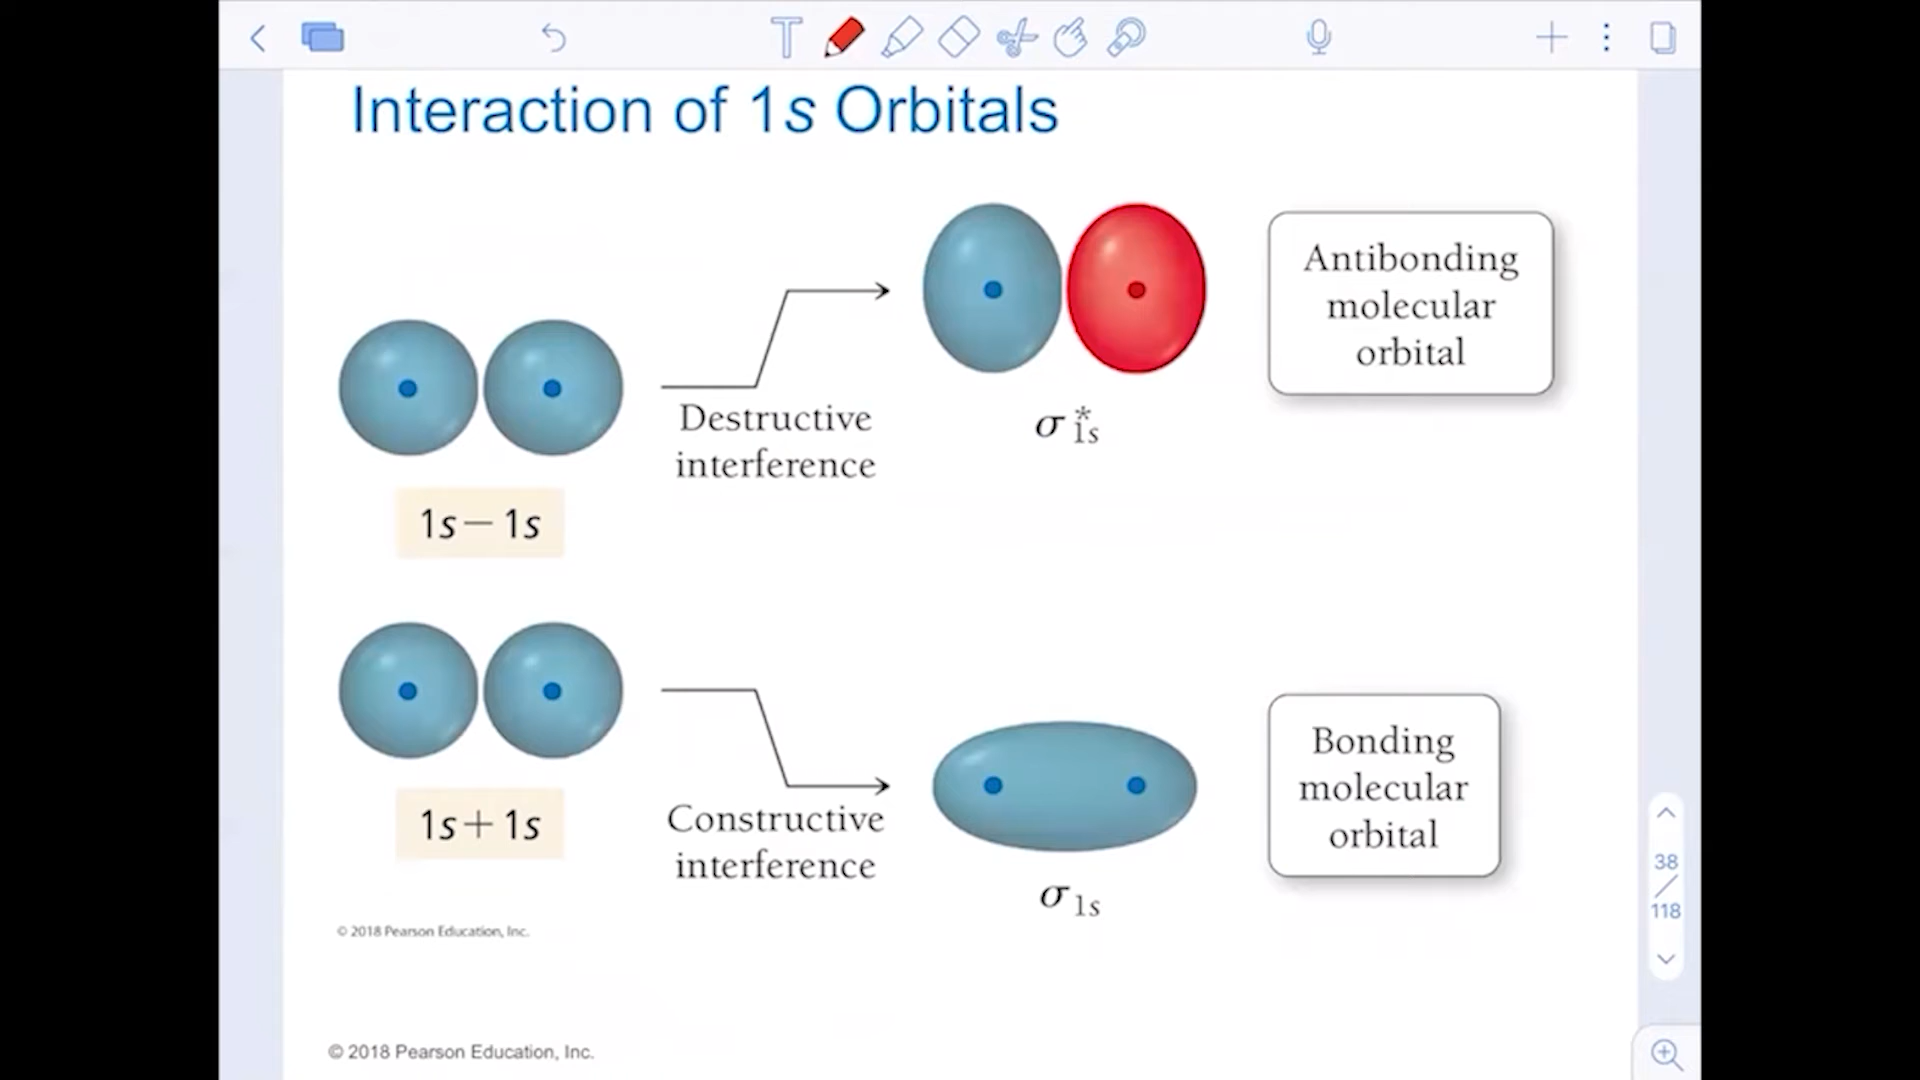 Interaction of 1s Orbitals
Antibonding
molecular
orbital
Destructive
interference
σ*1s
1s − 1s
1s + 1s
Constructive
interference
σ1s
Bonding
molecular
orbital
38
118
© 2018 Pearson Education, Inc.
© 2018 Pearson Education, Inc.